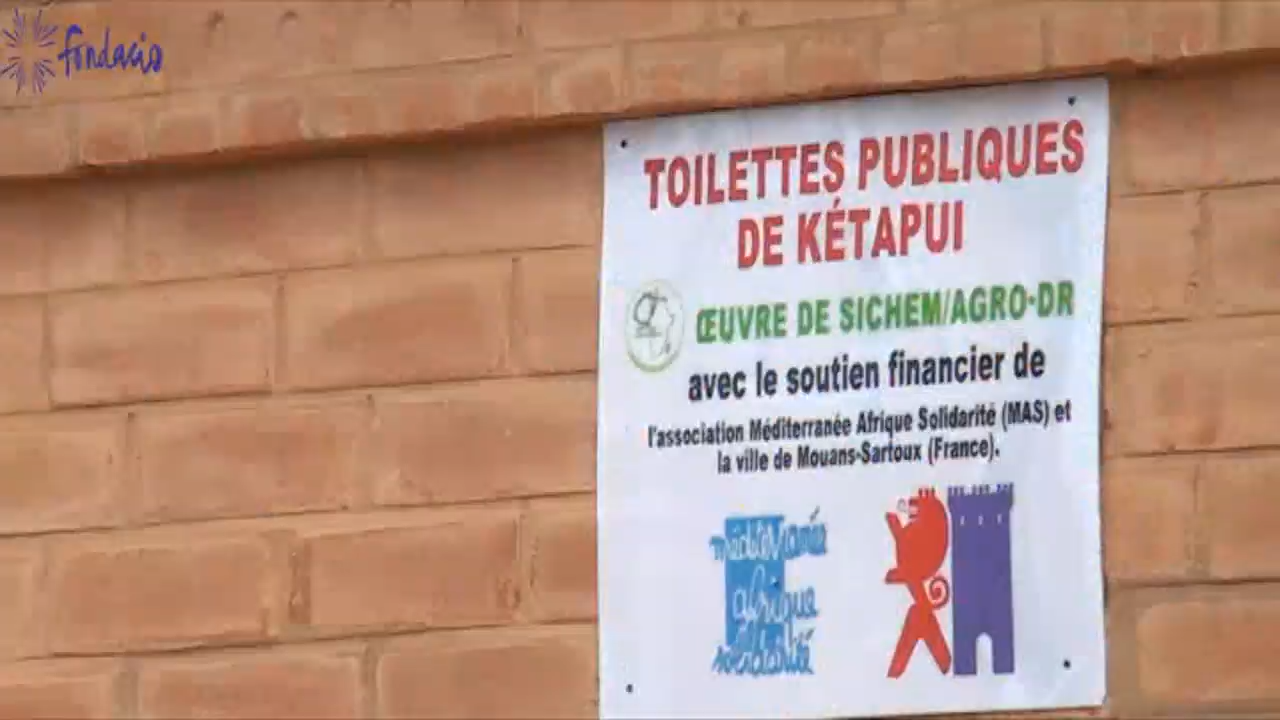 fondacio
TOILETTES PUBLIQUES
DE KÉTAPUI
ŒUVRE DE SICHEM/AGRO-DR
avec le soutien financier de
l'association Méditerranée Afrique Solidarité (MAS) et
la ville de Mouans-Sartoux (France).
méditerranée
afrique
solidarité